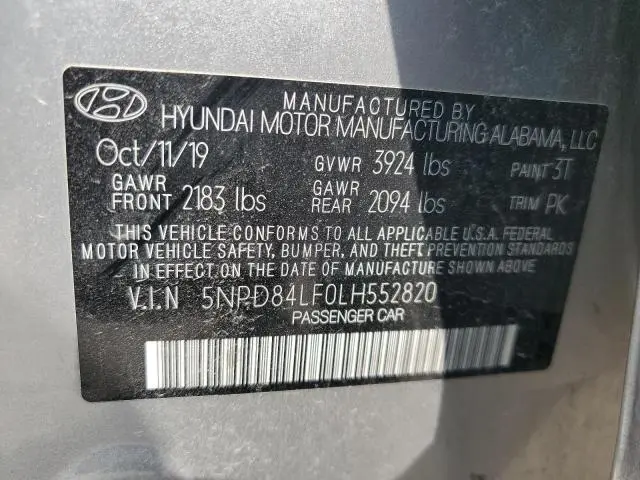 MANUFACTURED BY
HYUNDAI MOTOR MANUFACTURING ALABAMA, LLC
Oct/11/19 GVWR 3924 lbs PAINT 3T
GAWR FRONT 2183 lbs GAWR REAR 2094 lbs TRIM PK
THIS VEHICLE CONFORMS TO ALL APPLICABLE U.S.A. FEDERAL
MOTOR VEHICLE SAFETY, BUMPER, AND THEFT PREVENTION STANDARDS
IN EFFECT ON THE DATE OF MANUFACTURE SHOWN ABOVE
V.I.N 5NPD84LF0LH552820
PASSENGER CAR